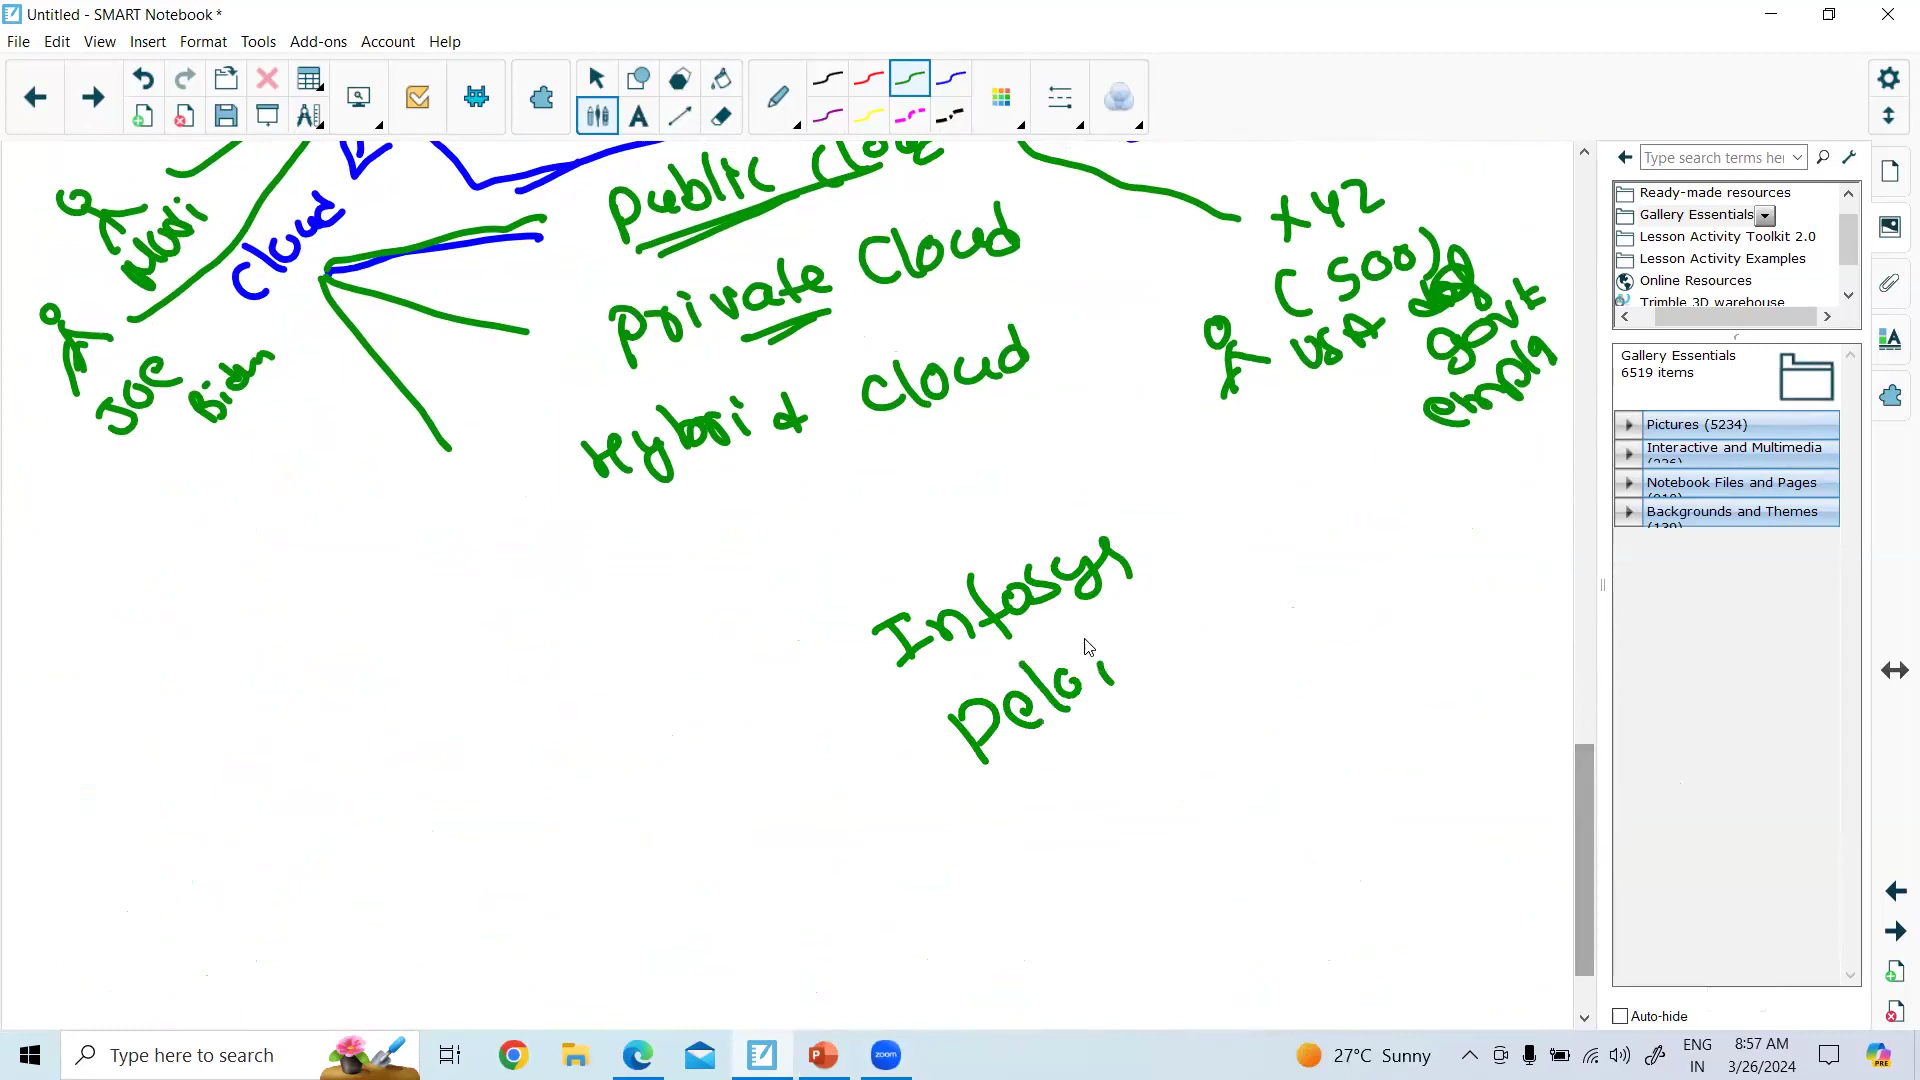 Untitled - SMART Notebook *
File Edit View Insert Format Tools Add-ons Account Help
Type search terms her
Ready-made resources
Gallery Essentials
Lesson Activity Toolkit 2.0
Lesson Activity Examples
Online Resources
Trimble 3D warehouse
Gallery Essentials
6519 items
Pictures (5234)
Interactive and Multimedia
Notebook Files and Pages
Backgrounds and Themes
Auto-hide
Public Cloud
Private Cloud
Hybrid Cloud
Cloud
Modi
Joe
Biden
XYZ
(500)
USA
govt
Infosys
Type here to search
zoom
27°C Sunny
ENG
IN
8:57 AM
3/26/2024
PRE